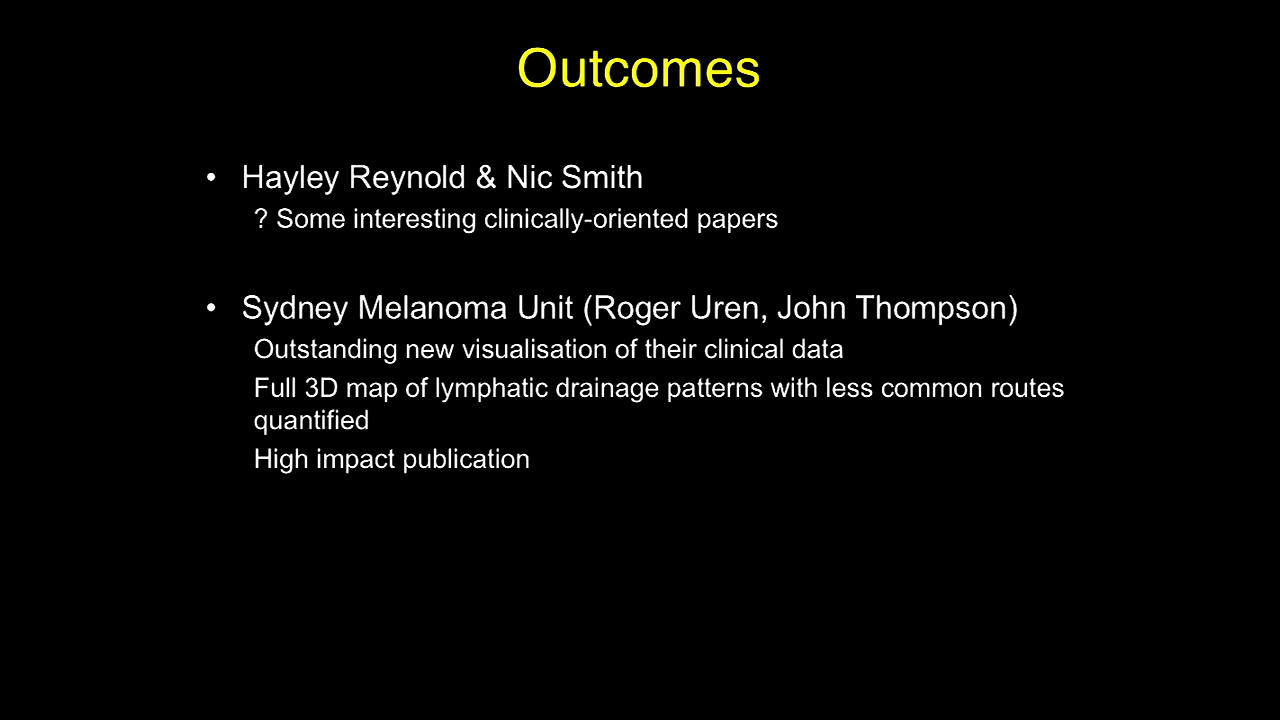 Outcomes
• Hayley Reynold & Nic Smith
? Some interesting clinically-oriented papers
• Sydney Melanoma Unit (Roger Uren, John Thompson)
Outstanding new visualisation of their clinical data
Full 3D map of lymphatic drainage patterns with less common routes
quantified
High impact publication